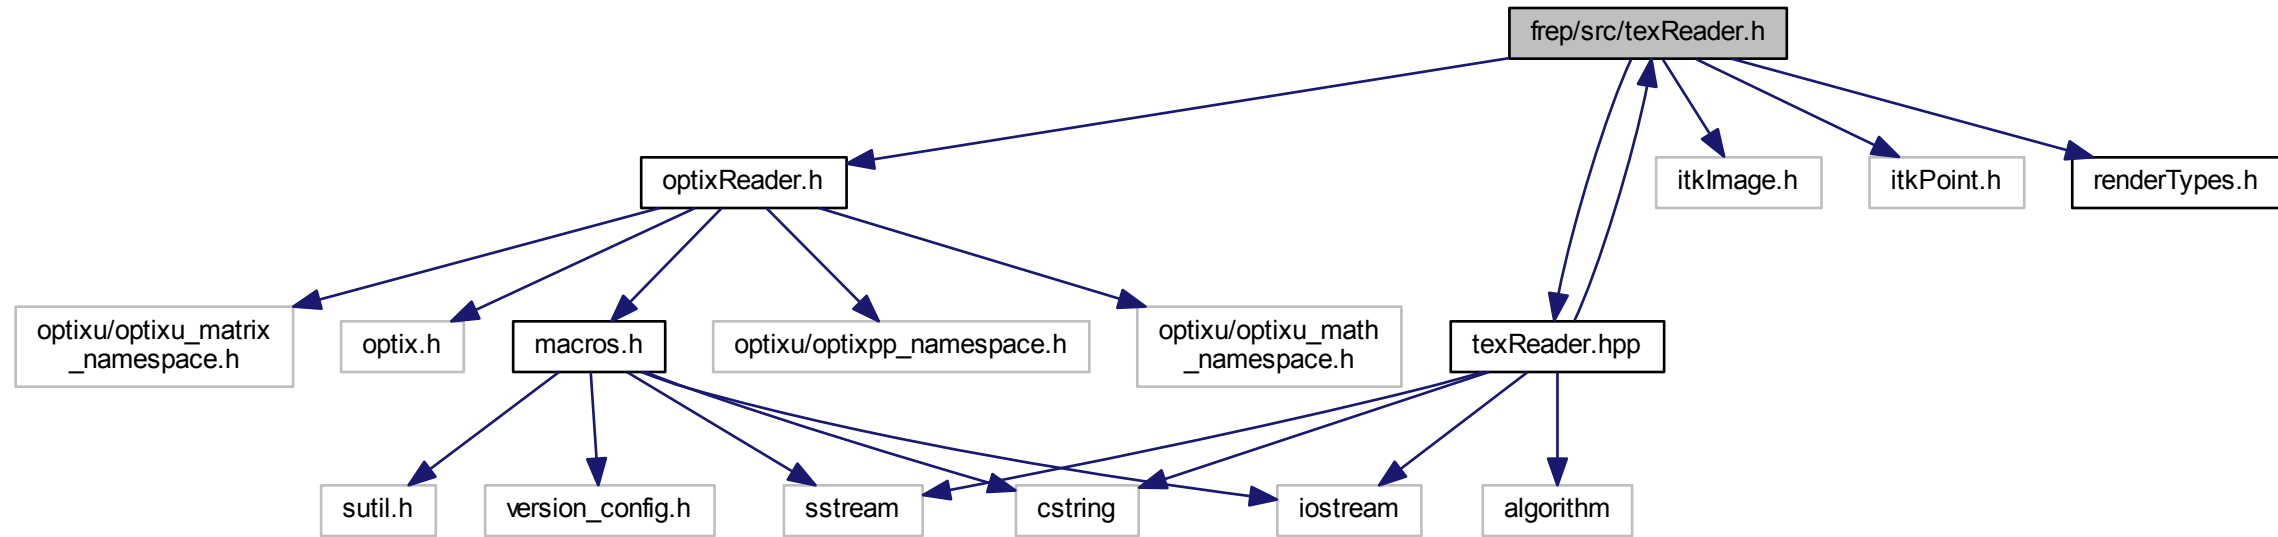 frep/src/texReader.h
optixReader.h
itkImage.h
itkPoint.h
renderTypes.h
optixu/optixu_matrix
_namespace.h
optix.h
macros.h
optixu/optixpp_namespace.h
optixu/optixu_math
_namespace.h
texReader.hpp
sutil.h
version_config.h
sstream
cstring
iostream
algorithm